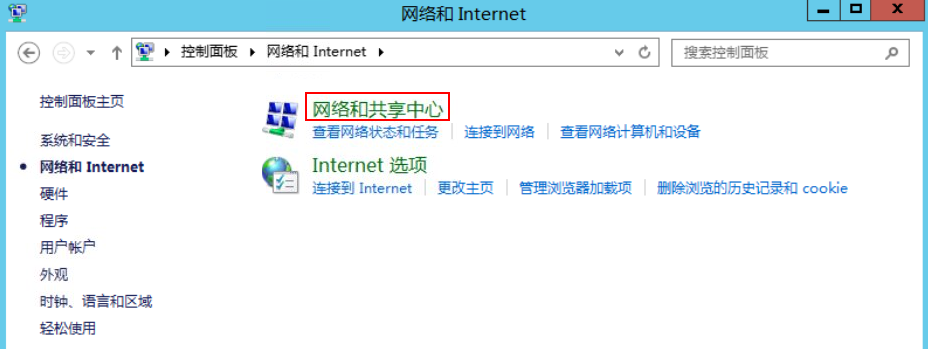 网络和 Internet
控制面板 网络和 Internet
搜索控制面板
控制面板主页
系统和安全
网络和 Internet
硬件
程序
用户帐户
外观
时钟、语言和区域
轻松使用
网络和共享中心
查看网络状态和任务 连接到网络 查看网络计算机和设备
Internet 选项
连接到 Internet 更改主页 管理浏览器加载项 删除浏览的历史记录和 cookie